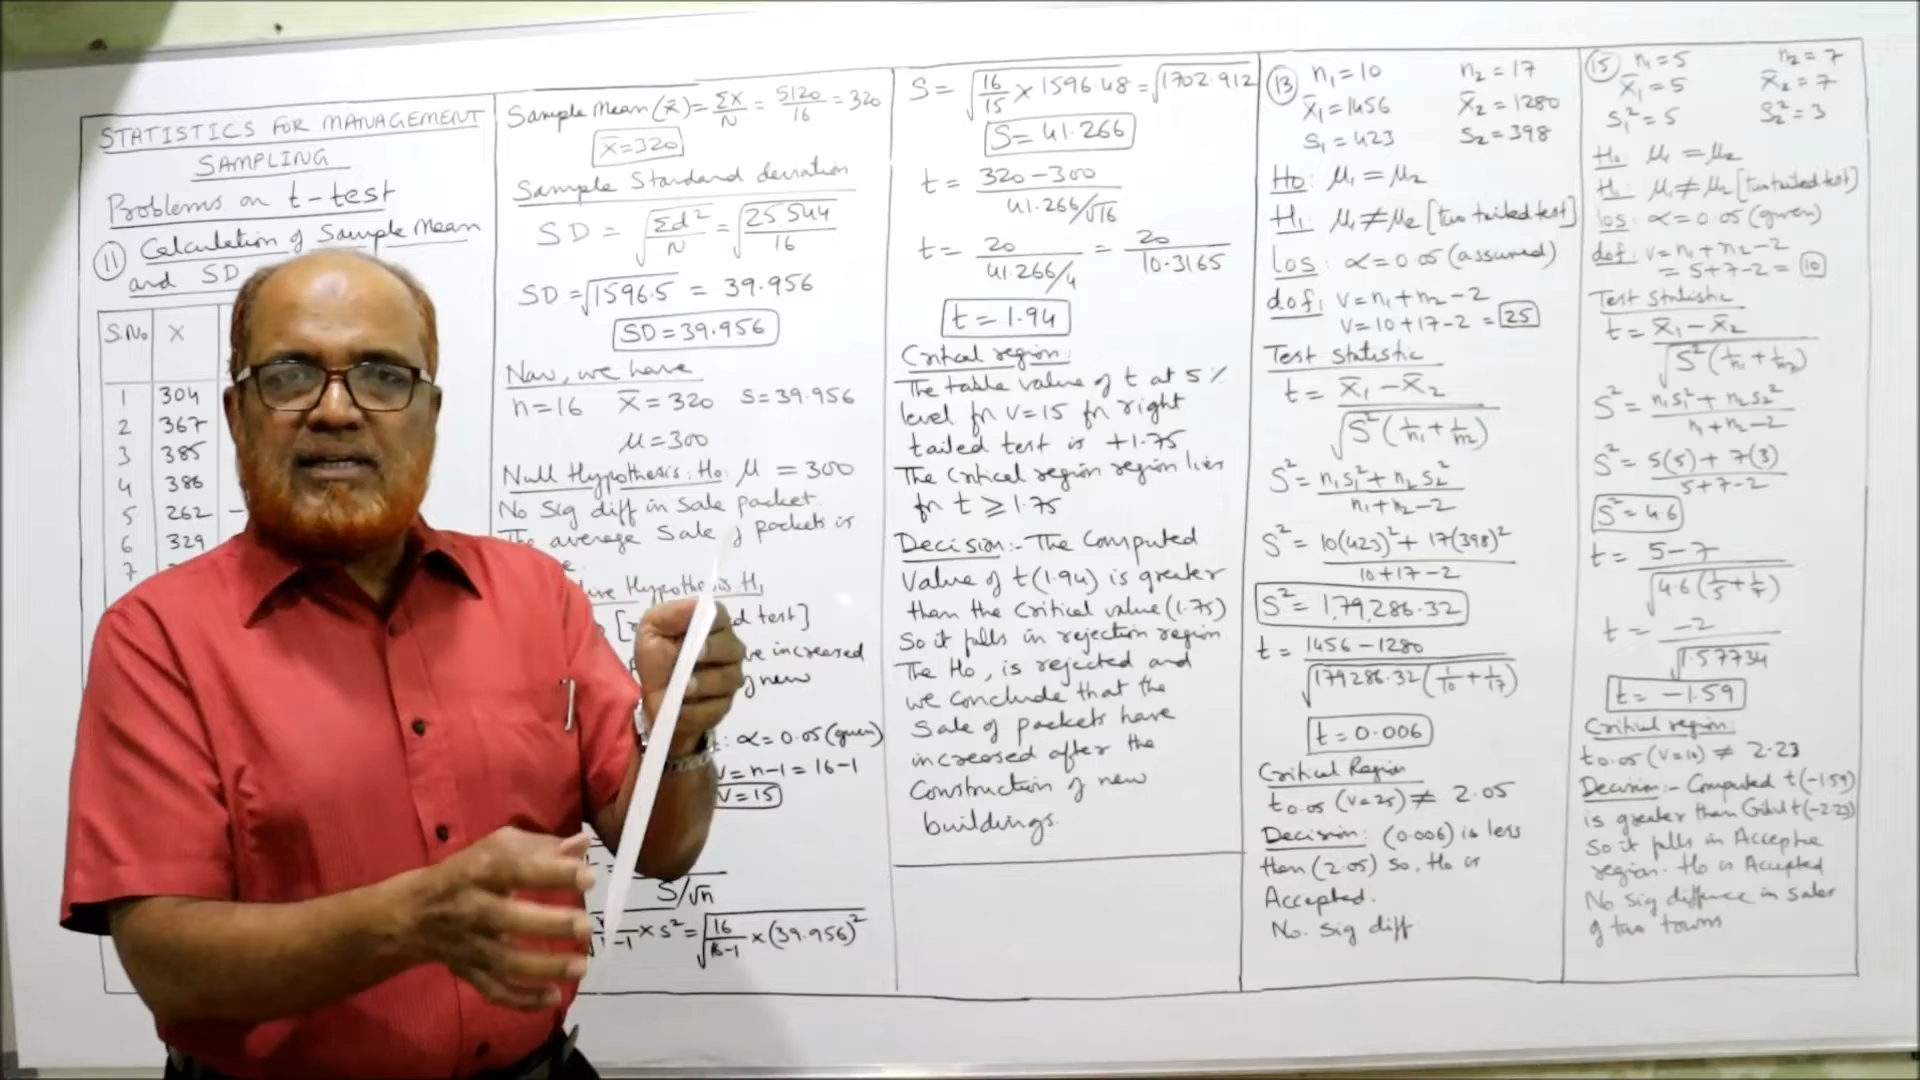 STATISTICS FOR MANAGEMENT
SAMPLING
Problems on t-test
(11) Calculation of Sample Mean
and SD
S.No X
1 304
2 367
3 385
4 386
5 262 -
6 329
7
Sample Mean (x̄) = ΣX/N = 5120/16 = 320
x̄=320
Sample Standard deviation
SD = √(Σd²/N) = √(25544/16)
SD = √1596.5 = 39.956
SD = 39.956
Now, we have
n=16 x̄=320 s=39.956
μ=300
Null Hypothesis: H₀: μ = 300
No Sig diff in Sale packet.
The average Sale of packets is
Hypothesis H₁
test]
increased
new
: α=0.05 (given)
ν=n-1=16-1
ν=15
S/√n
-1 × s² = √(16/(16-1) × (39.956)²)
S = √(16/15 × 1596.48) = √1702.912
S = 41.266
t = (320-300)/(41.266/√16)
t = 20/(41.266/4) = 20/10.3165
t = 1.94
Critical region:
The table value of t at 5%
level fn ν=15 fn right
tailed test is +1.75
The Critical region region lies
fn t ≥ 1.75
Decision:- The Computed
Value of t(1.94) is greater
than the Critical value (1.75)
So it falls in rejection region
The H₀, is rejected and
we conclude that the
Sale of packets have
increased after the
Construction of new
buildings.
(13) n₁=10 n₂=17
x̄₁=1456 x̄₂=1280
s₁=423 s₂=398
H₀: μ₁=μ₂
H₁: μ₁≠μ₂ [two tailed test]
los: α=0.05 (assumed)
dof: ν=n₁+n₂-2
ν=10+17-2 = 25
Test statistic
t = (x̄₁-x̄₂)/√(S²(1/n₁+1/n₂))
S² = (n₁s₁²+n₂s₂²)/(n₁+n₂-2)
S² = (10(423)²+17(398)²)/(10+17-2)
S² = 1,79,286.32
t = (1456-1280)/√(179286.32(1/10+1/17))
t = 0.006
Critical Region
t₀.₀₅ (ν=25) ≠ 2.05
Decision: (0.006) is less
than (2.05) so, H₀ is
Accepted.
No. Sig diff
(15) n₁=5 n₂=7
x̄₁=5 x̄₂=7
s₁²=5 s₂²=3
H₀: μ₁=μ₂
H₁: μ₁≠μ₂ [two tailed test]
los: α=0.05 (given)
dof: ν=n₁+n₂-2
= 5+7-2 = 10
Test Statistic
t = (x̄₁-x̄₂)/√(S²(1/n₁+1/n₂))
S² = (n₁s₁²+n₂s₂²)/(n₁+n₂-2)
S² = (5(5)+7(3))/(5+7-2)
S² = 4.6
t = (5-7)/√(4.6(1/5+1/7))
t = -2/√1.57734
t = -1.59
Critical region:
t₀.₀₅ (ν=10) ≠ 2.23
Decision:- Computed t(-1.59)
is greater than t(-2.23)
So it falls in
region. H₀ is Accepted
No Sig diffence in sales
of two towns